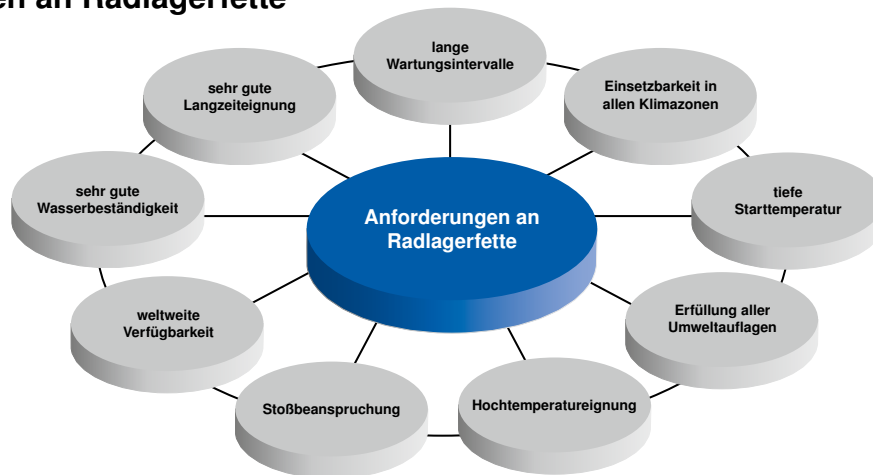 an Radlagerfette
lange
Wartungsintervalle
Einsetzbarkeit in
allen Klimazonen
tiefe
Starttemperatur
Erfüllung aller
Umweltauflagen
Hochtemperatureignung
Stoßbeanspruchung
weltweite
Verfügbarkeit
sehr gute
Wasserbeständigkeit
sehr gute
Langzeiteignung
Anforderungen an
Radlagerfette